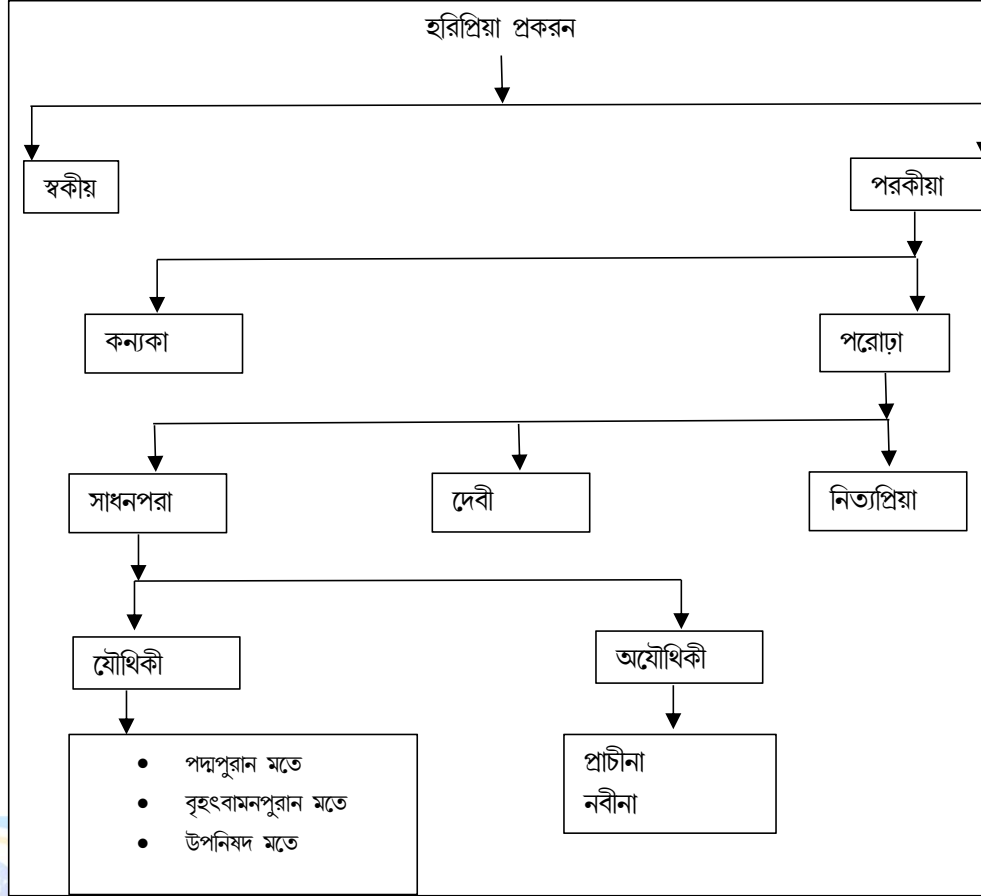 হরিপ্রিয়া প্রকরন
স্বকীয়
পরকীয়া
কন্যকা
পরোঢ়া
সাধনপরা
দেবী
নিত্যপ্রিয়া
যৌথিকী
অযৌথিকী
• পদ্মপুরান মতে
• বৃহৎবামনপুরান মতে
• উপনিষদ মতে
প্রাচীনা
নবীনা